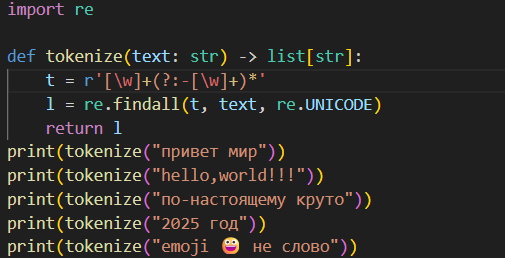 import re

def tokenize(text: str) -> list[str]:
    t = r'[\w]+(?:-[\w]+)*'
    l = re.findall(t, text, re.UNICODE)
    return l
print(tokenize("привет мир"))
print(tokenize("hello,world!!!"))
print(tokenize("по-настоящему круто"))
print(tokenize("2025 год"))
print(tokenize("emoji 😀 не слово"))